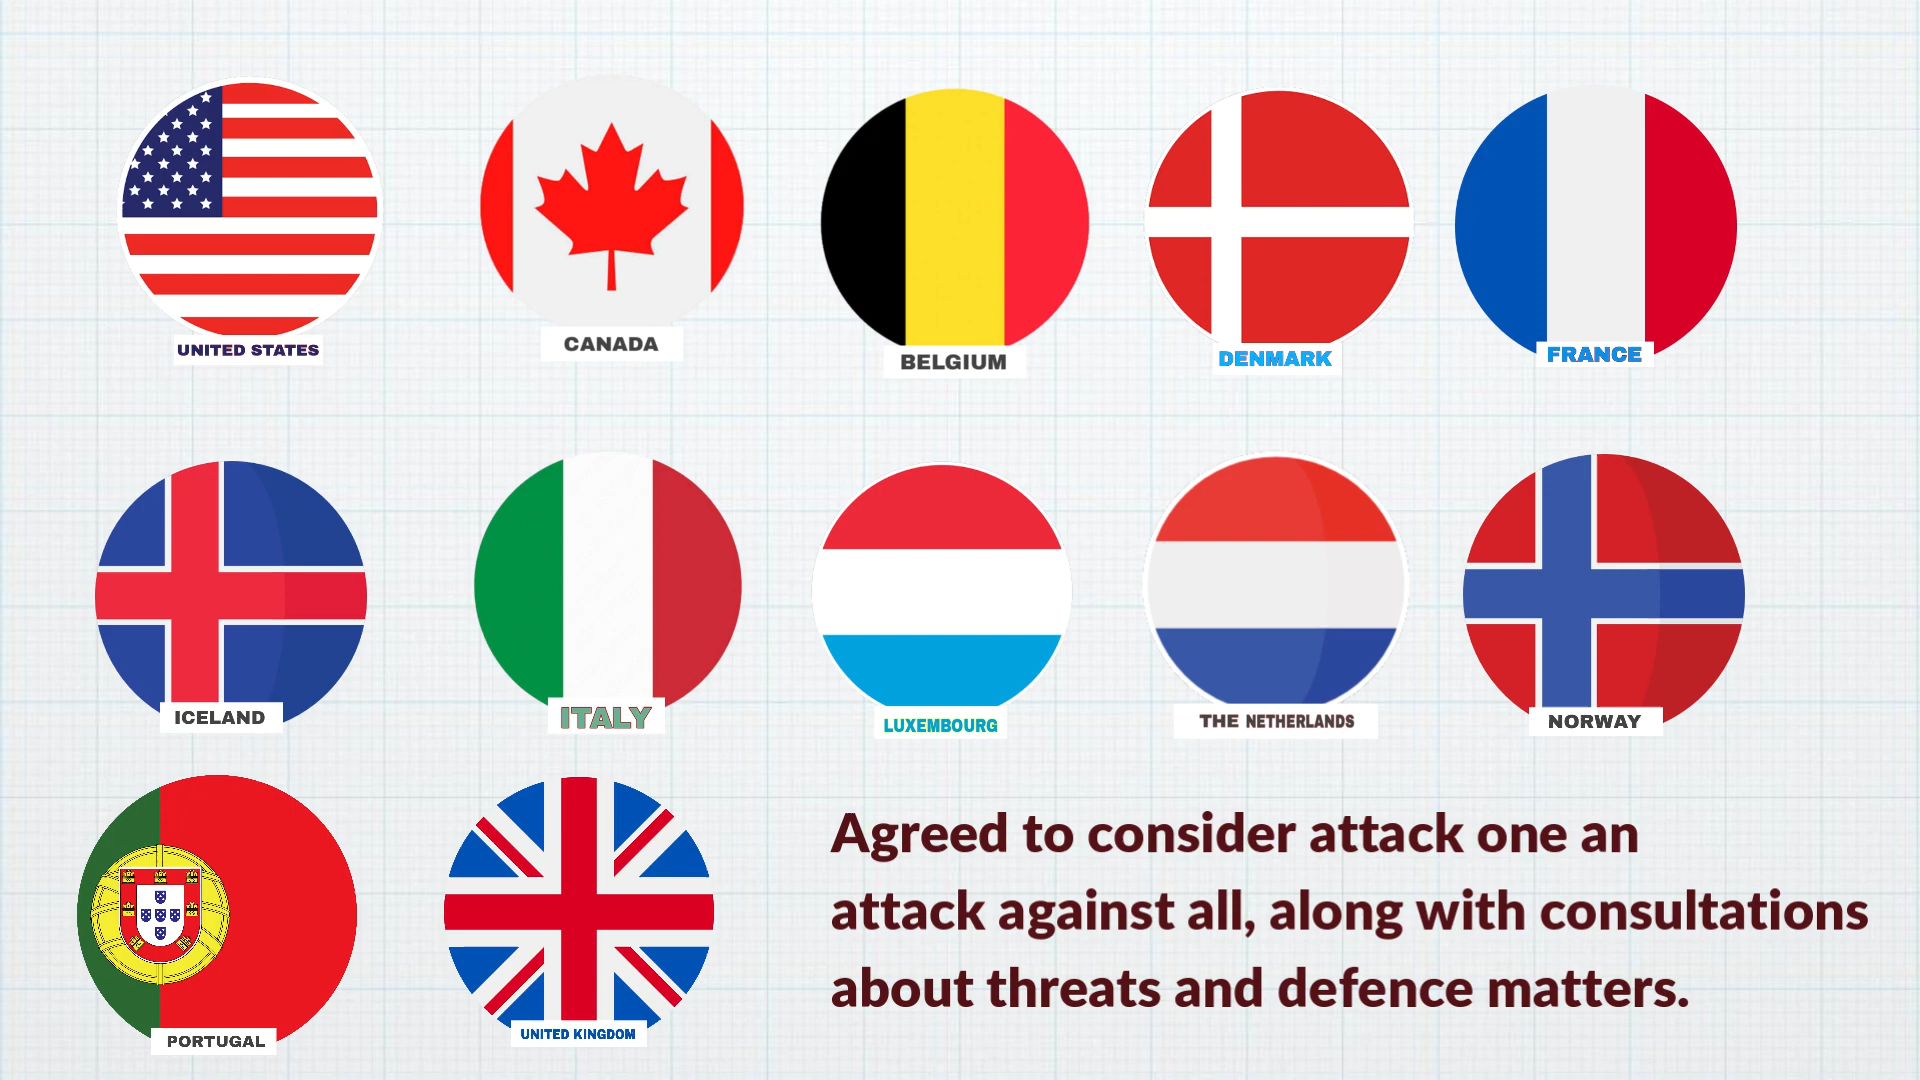 UNITED STATES
CANADA
BELGIUM
DENMARK
FRANCE
ICELAND
ITALY
LUXEMBOURG
THE NETHERLANDS
NORWAY
PORTUGAL
UNITED KINGDOM
Agreed to consider attack one an
attack against all, along with consultations
about threats and defence matters.